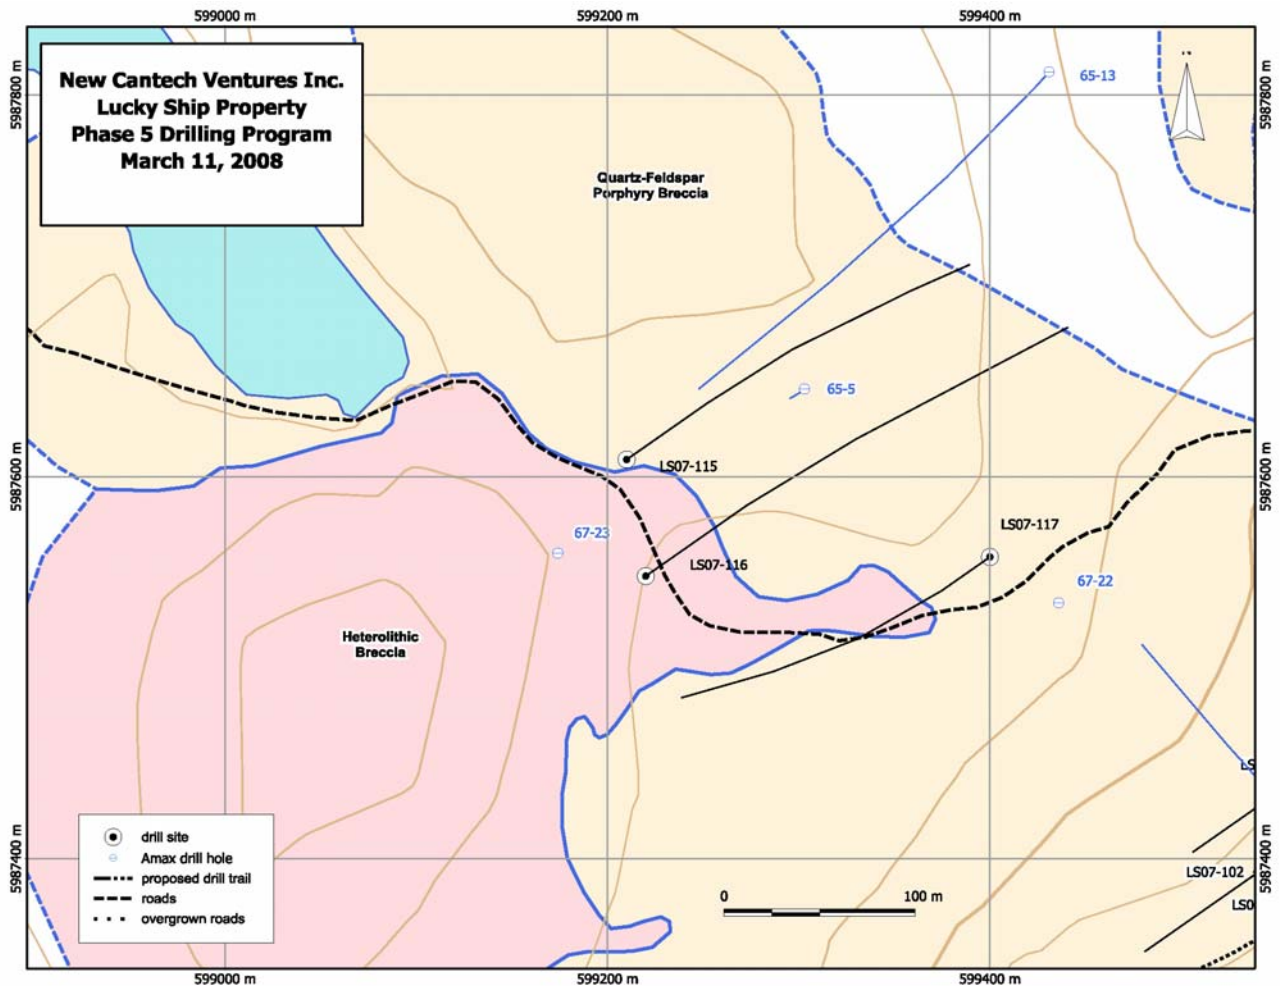 599000 m
599200 m
599400 m
5987800 m
5987800 m
New Cantech Ventures Inc.
Lucky Ship Property
Phase 5 Drilling Program
March 11, 2008
65-13
Quartz-Feldspar
Porphyry Breccia
65-5
LS07-115
5987600 m
5987600 m
LS07-117
67-23
LS07-116
67-22
Heterolithic
Breccia
LS
drill site
Amax drill hole
proposed drill trail
roads
overgrown roads
5987400 m
5987400 m
LS07-102
0 100 m
LS0
599000 m
599200 m
599400 m